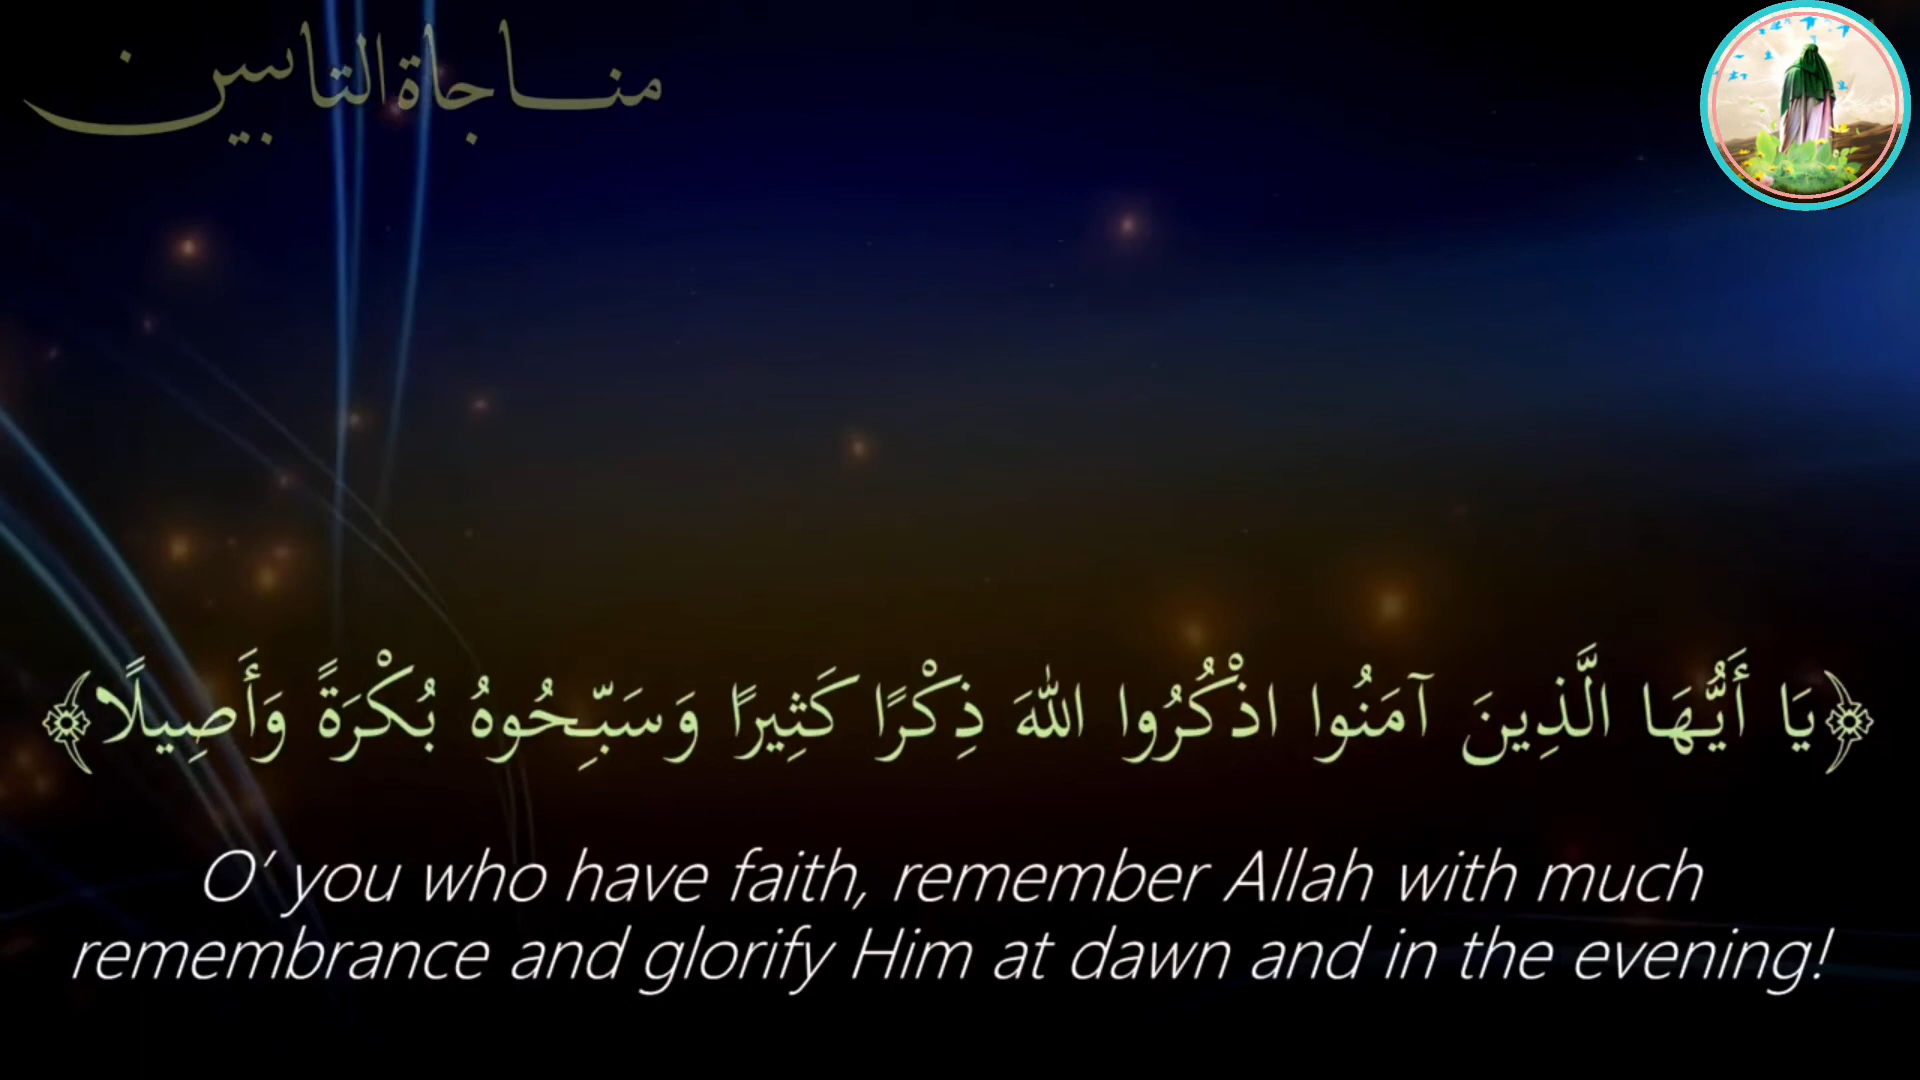 مناجاة التائبين
﴿يَا أَيُّهَا الَّذِينَ آمَنُوا اذْكُرُوا اللهَ ذِكْرًا كَثِيرًا وَسَبِّحُوهُ بُكْرَةً وَأَصِيلًا﴾
O’ you who have faith, remember Allah with much
remembrance and glorify Him at dawn and in the evening!